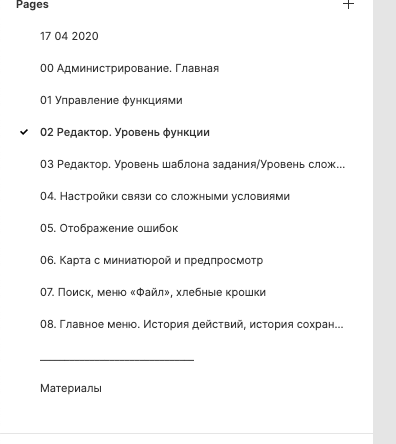 Pages
17 04 2020
00 Администрирование. Главная
01 Управление функциями
02 Редактор. Уровень функции
03 Редактор. Уровень шаблона задания/Уровень слож...
04. Настройки связи со сложными условиями
05. Отображение ошибок
06. Карта с миниатюрой и предпросмотр
07. Поиск, меню «Файл», хлебные крошки
08. Главное меню. История действий, история сохран...
____________________________
Материалы